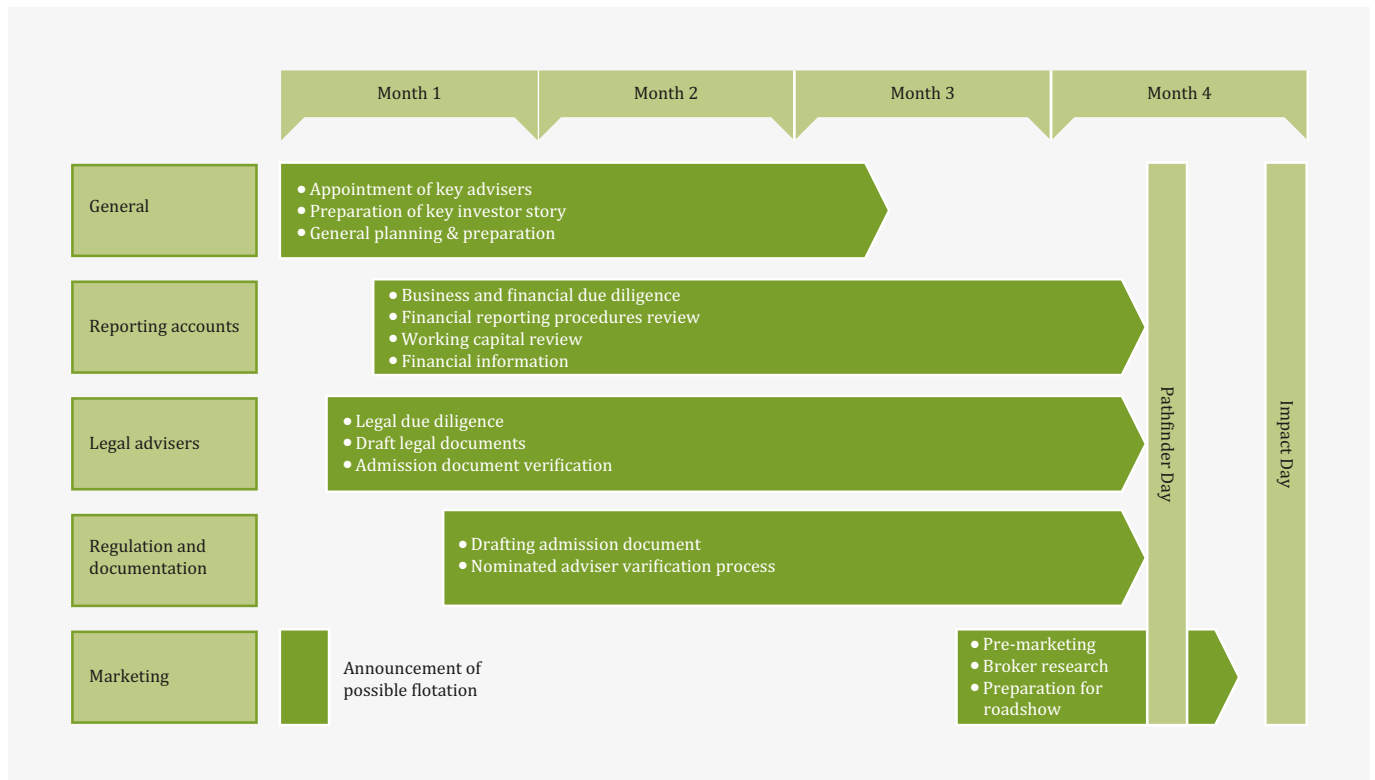 Month 1
Month 2
Month 3
Month 4
General
• Appointment of key advisers
• Preparation of key investor story
• General planning & preparation
Reporting accounts
• Business and financial due diligence
• Financial reporting procedures review
• Working capital review
• Financial information
Legal advisers
• Legal due diligence
• Draft legal documents
• Admission document verification
Regulation and
documentation
• Drafting admission document
• Nominated adviser varification process
Marketing
Announcement of
possible flotation
• Pre-marketing
• Broker research
• Preparation for
roadshow
Pathfinder Day
Impact Day